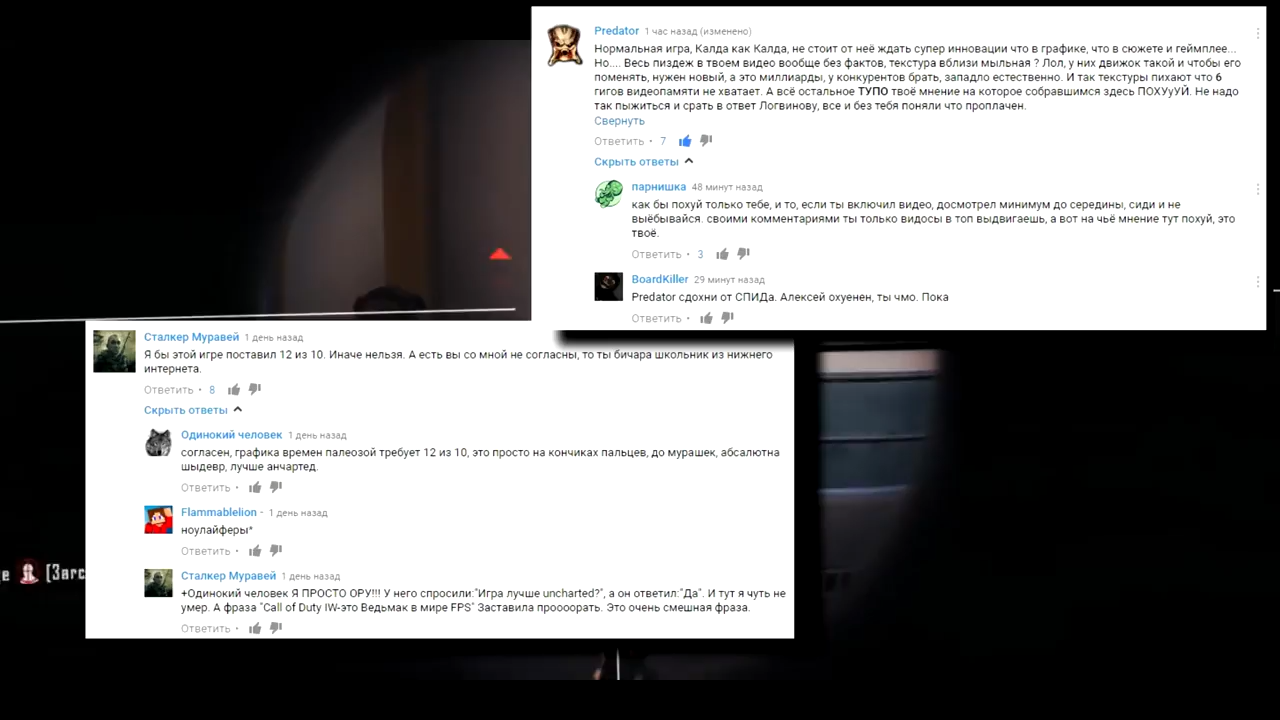 Predator 1 час назад (изменено)
Нормальная игра, Калда как Калда, не стоит от неё ждать супер инновации что в графике, что в сюжете и геймплее...
Но.... Весь пиздеж в твоем видео вообще без фактов, текстура вблизи мыльная ? Лол, у них движок такой и чтобы его
поменять, нужен новый, а это миллиарды, у конкурентов брать, западло естественно. И так текстуры пихают что 6
гигов видеопамяти не хватает. А всё остальное ТУПО твоё мнение на которое собравшимся здесь ПОХУуУЙ. Не надо
так пыжиться и срать в ответ Логвинову, все и без тебя поняли что проплачен.
Свернуть
Ответить • 7
Скрыть ответы
парнишка 48 минут назад
как бы похуй только тебе, и то, если ты включил видео, досмотрел минимум до середины, сиди и не
выёбывайся. своими комментариями ты только видосы в топ выдвигаешь, а вот на чьё мнение тут похуй, это
твоё.
Ответить • 3
BoardKiller 29 минут назад
Predator сдохни от СПИДа. Алексей охуенен, ты чмо. Пока
Ответить •
Сталкер Муравей 1 день назад
Я бы этой игре поставил 12 из 10. Иначе нельзя. А есть вы со мной не согласны, то ты бичара школьник из нижнего
интернета.
Ответить • 8
Скрыть ответы
Одинокий человек 1 день назад
согласен, графика времен палеозой требует 12 из 10, это просто на кончиках пальцев, до мурашек, абсалютна
шыдевр, лучше анчартед.
Ответить •
Flammablelion - 1 день назад
ноулайферы*
Ответить •
Сталкер Муравей 1 день назад
+Одинокий человек Я ПРОСТО ОРУ!!! У него спросили:"Игра лучше uncharted?", а он ответил:"Да". И тут я чуть не
умер. А фраза "Call of Duty IW-это Ведьмак в мире FPS" Заставила проооорать. Это очень смешная фраза.
Ответить •